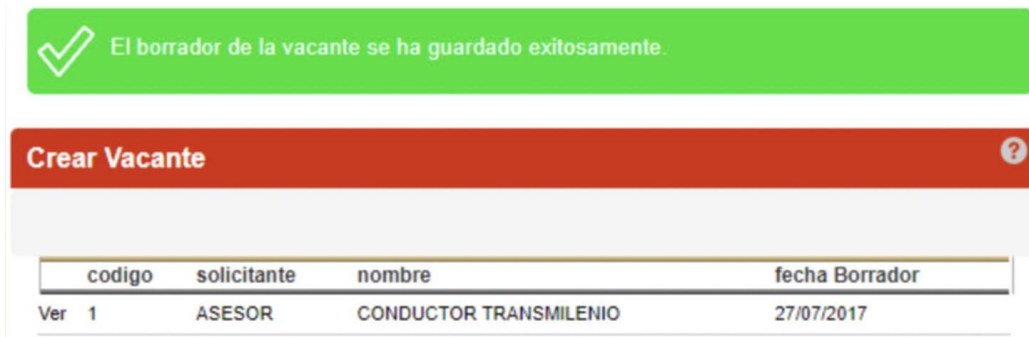 El borrador de la vacante se ha guardado exitosamente.
Crear Vacante ?
codigo solicitante nombre fecha Borrador
Ver 1 ASESOR CONDUCTOR TRANSMILENIO 27/07/2017